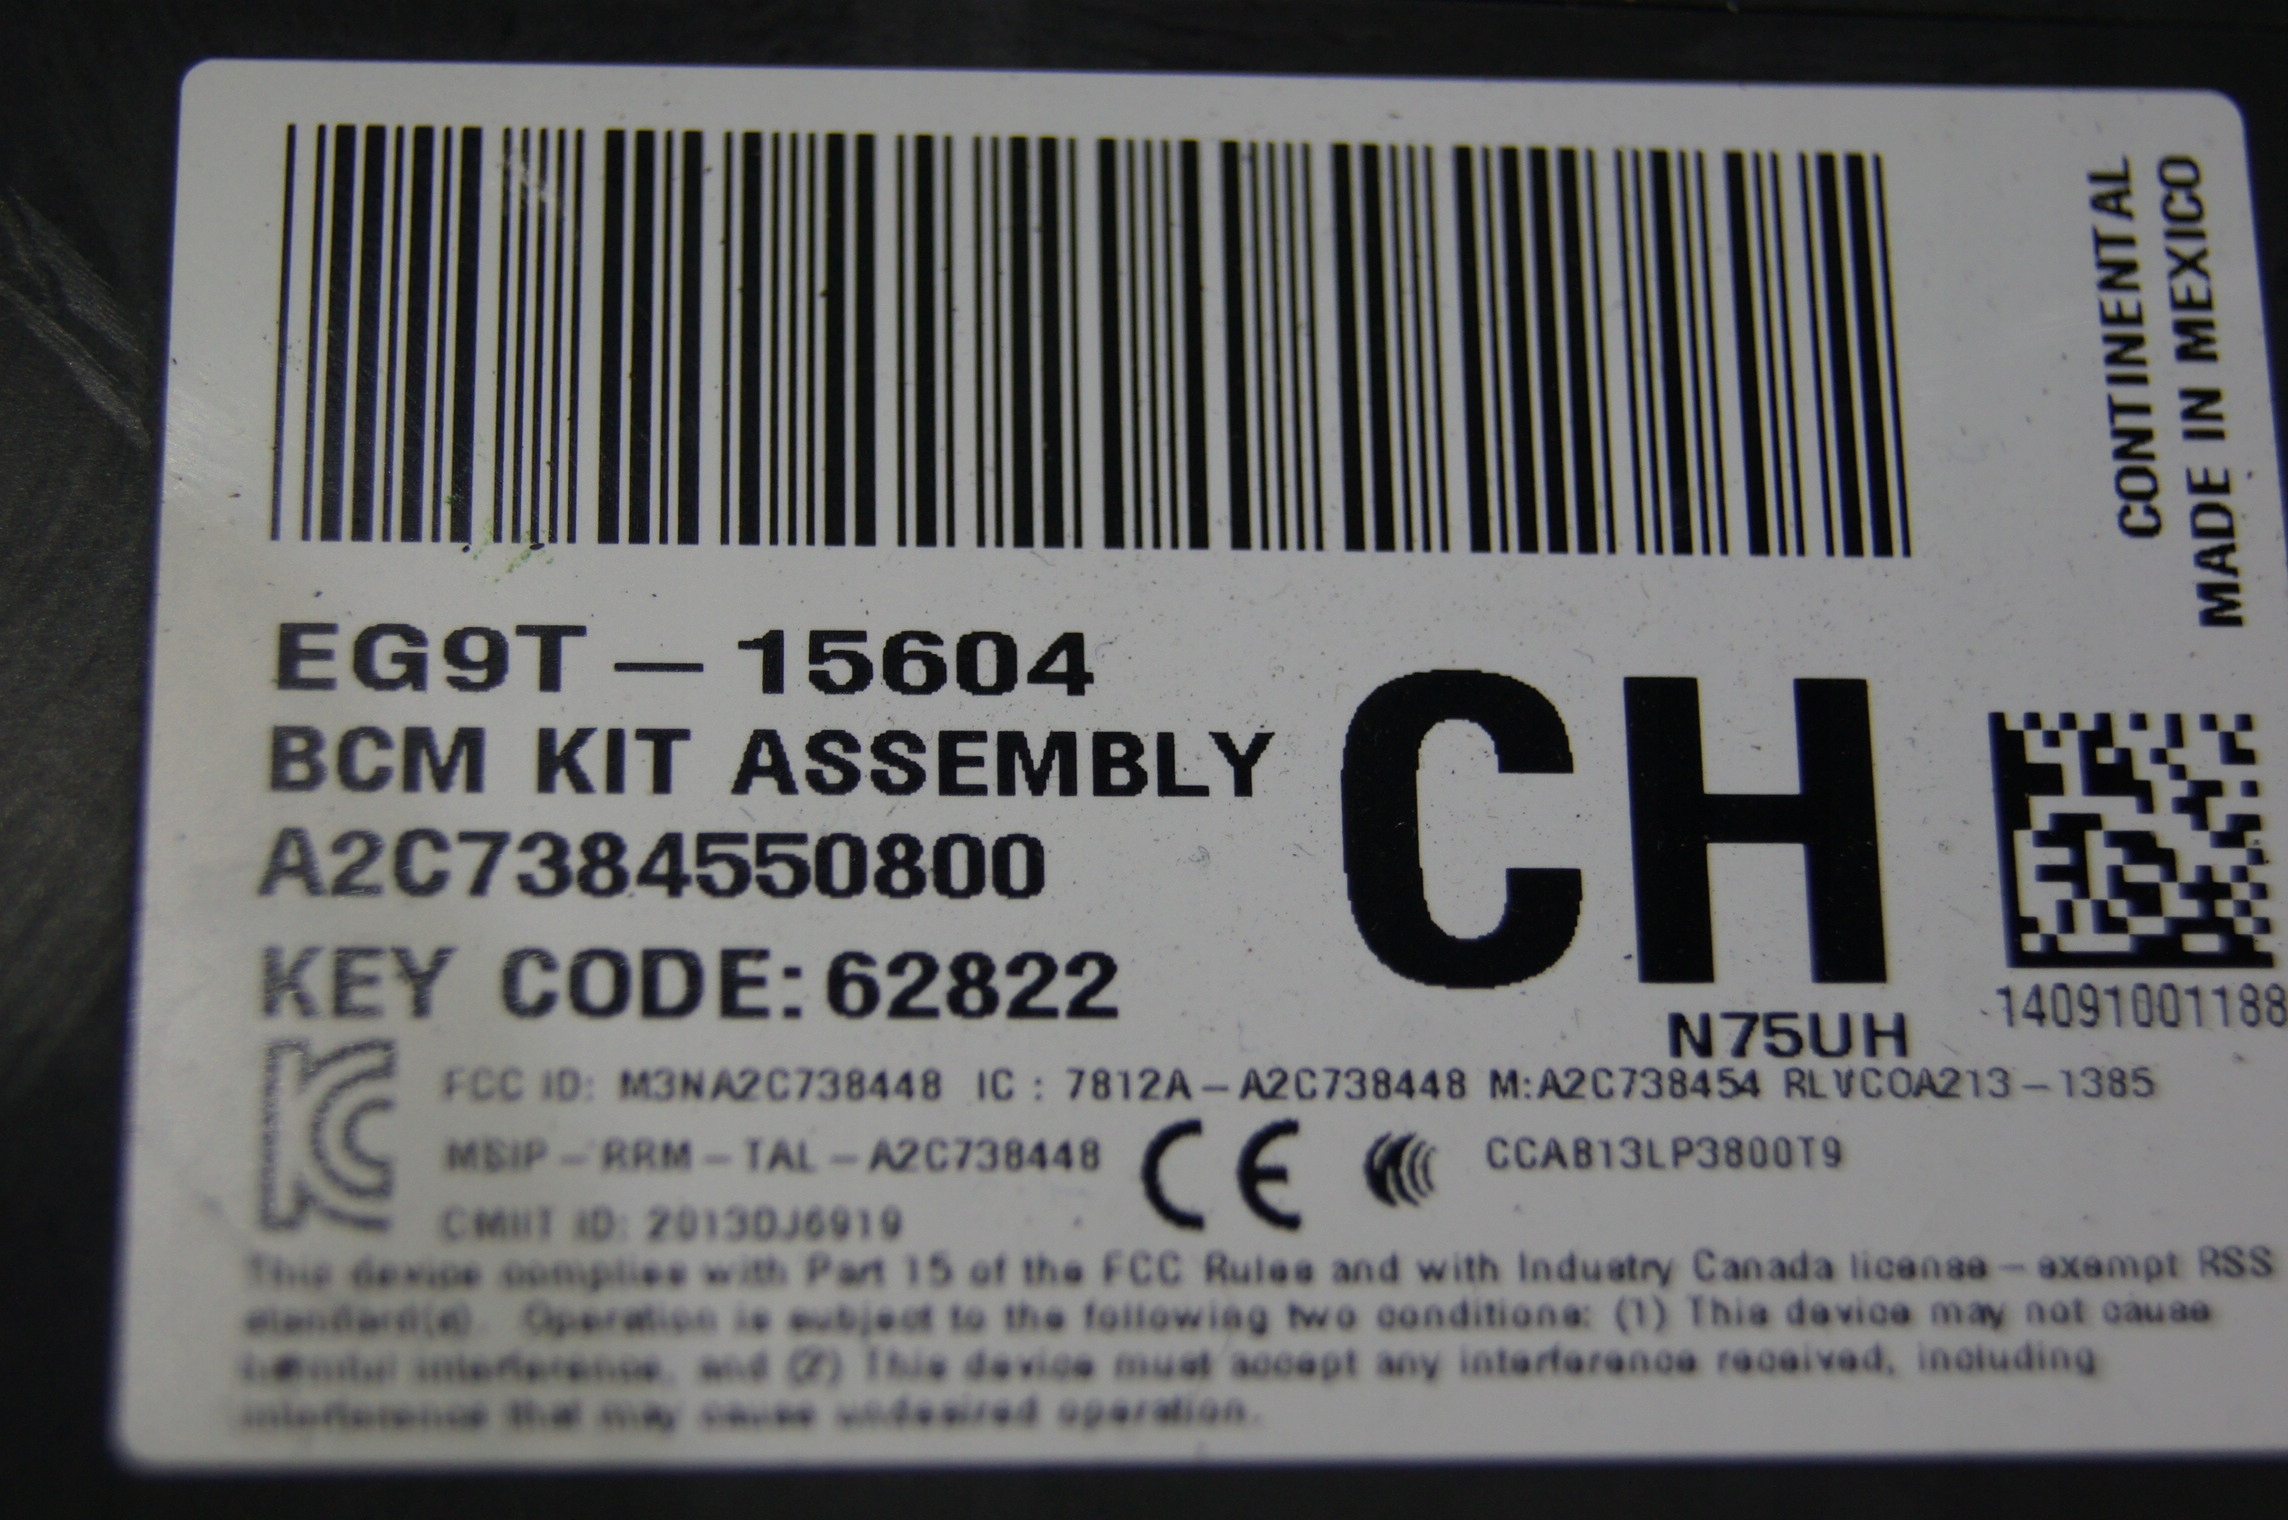 CONTINENTAL
MADE IN MEXICO
EG9T-15604
BCM KIT ASSEMBLY
A2C7384550800
CH
KEY CODE: 62822
N75UH
14091001188
FCC ID: M3NA2C738448 IC : 7812A-A2C738448 M:A2C738454 RLVCOA213-1385
MSIP-RRM-TAL-A2C738448
CE
CCAB13LP3800T9
CMIIT ID: 2013DJ6919
This device complies with Part 15 of the FCC Rules and with Industry Canada license-exempt RSS
standard(s). Operation is subject to the following two conditions: (1) This device may not cause
harmful interference, and (2) This device must accept any interference received, including
interference that may cause undesired operation.